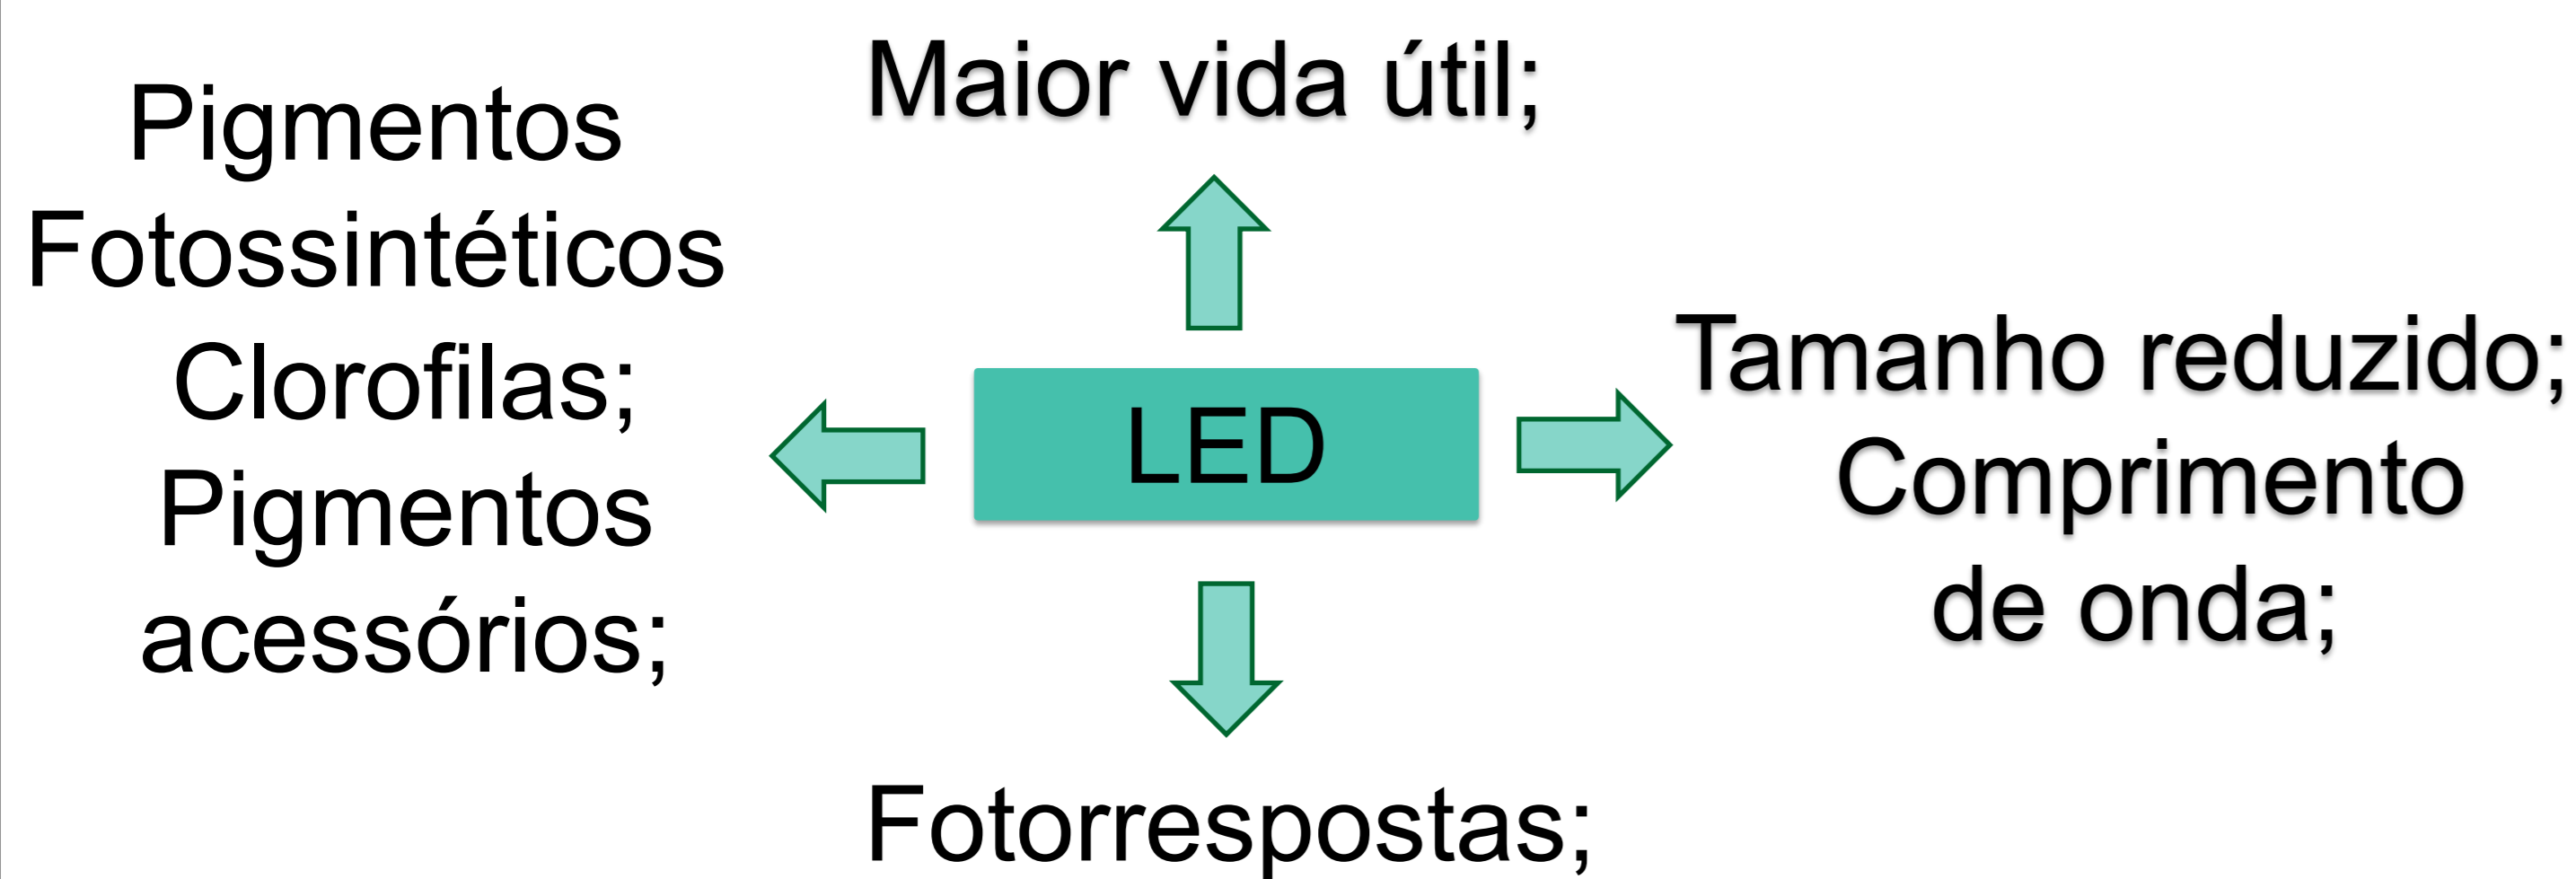 Maior vida útil;
Pigmentos
Fotossintéticos
Clorofilas;
Pigmentos
acessórios;
LED
Tamanho reduzido;
Comprimento
de onda;
Fotorrespostas;